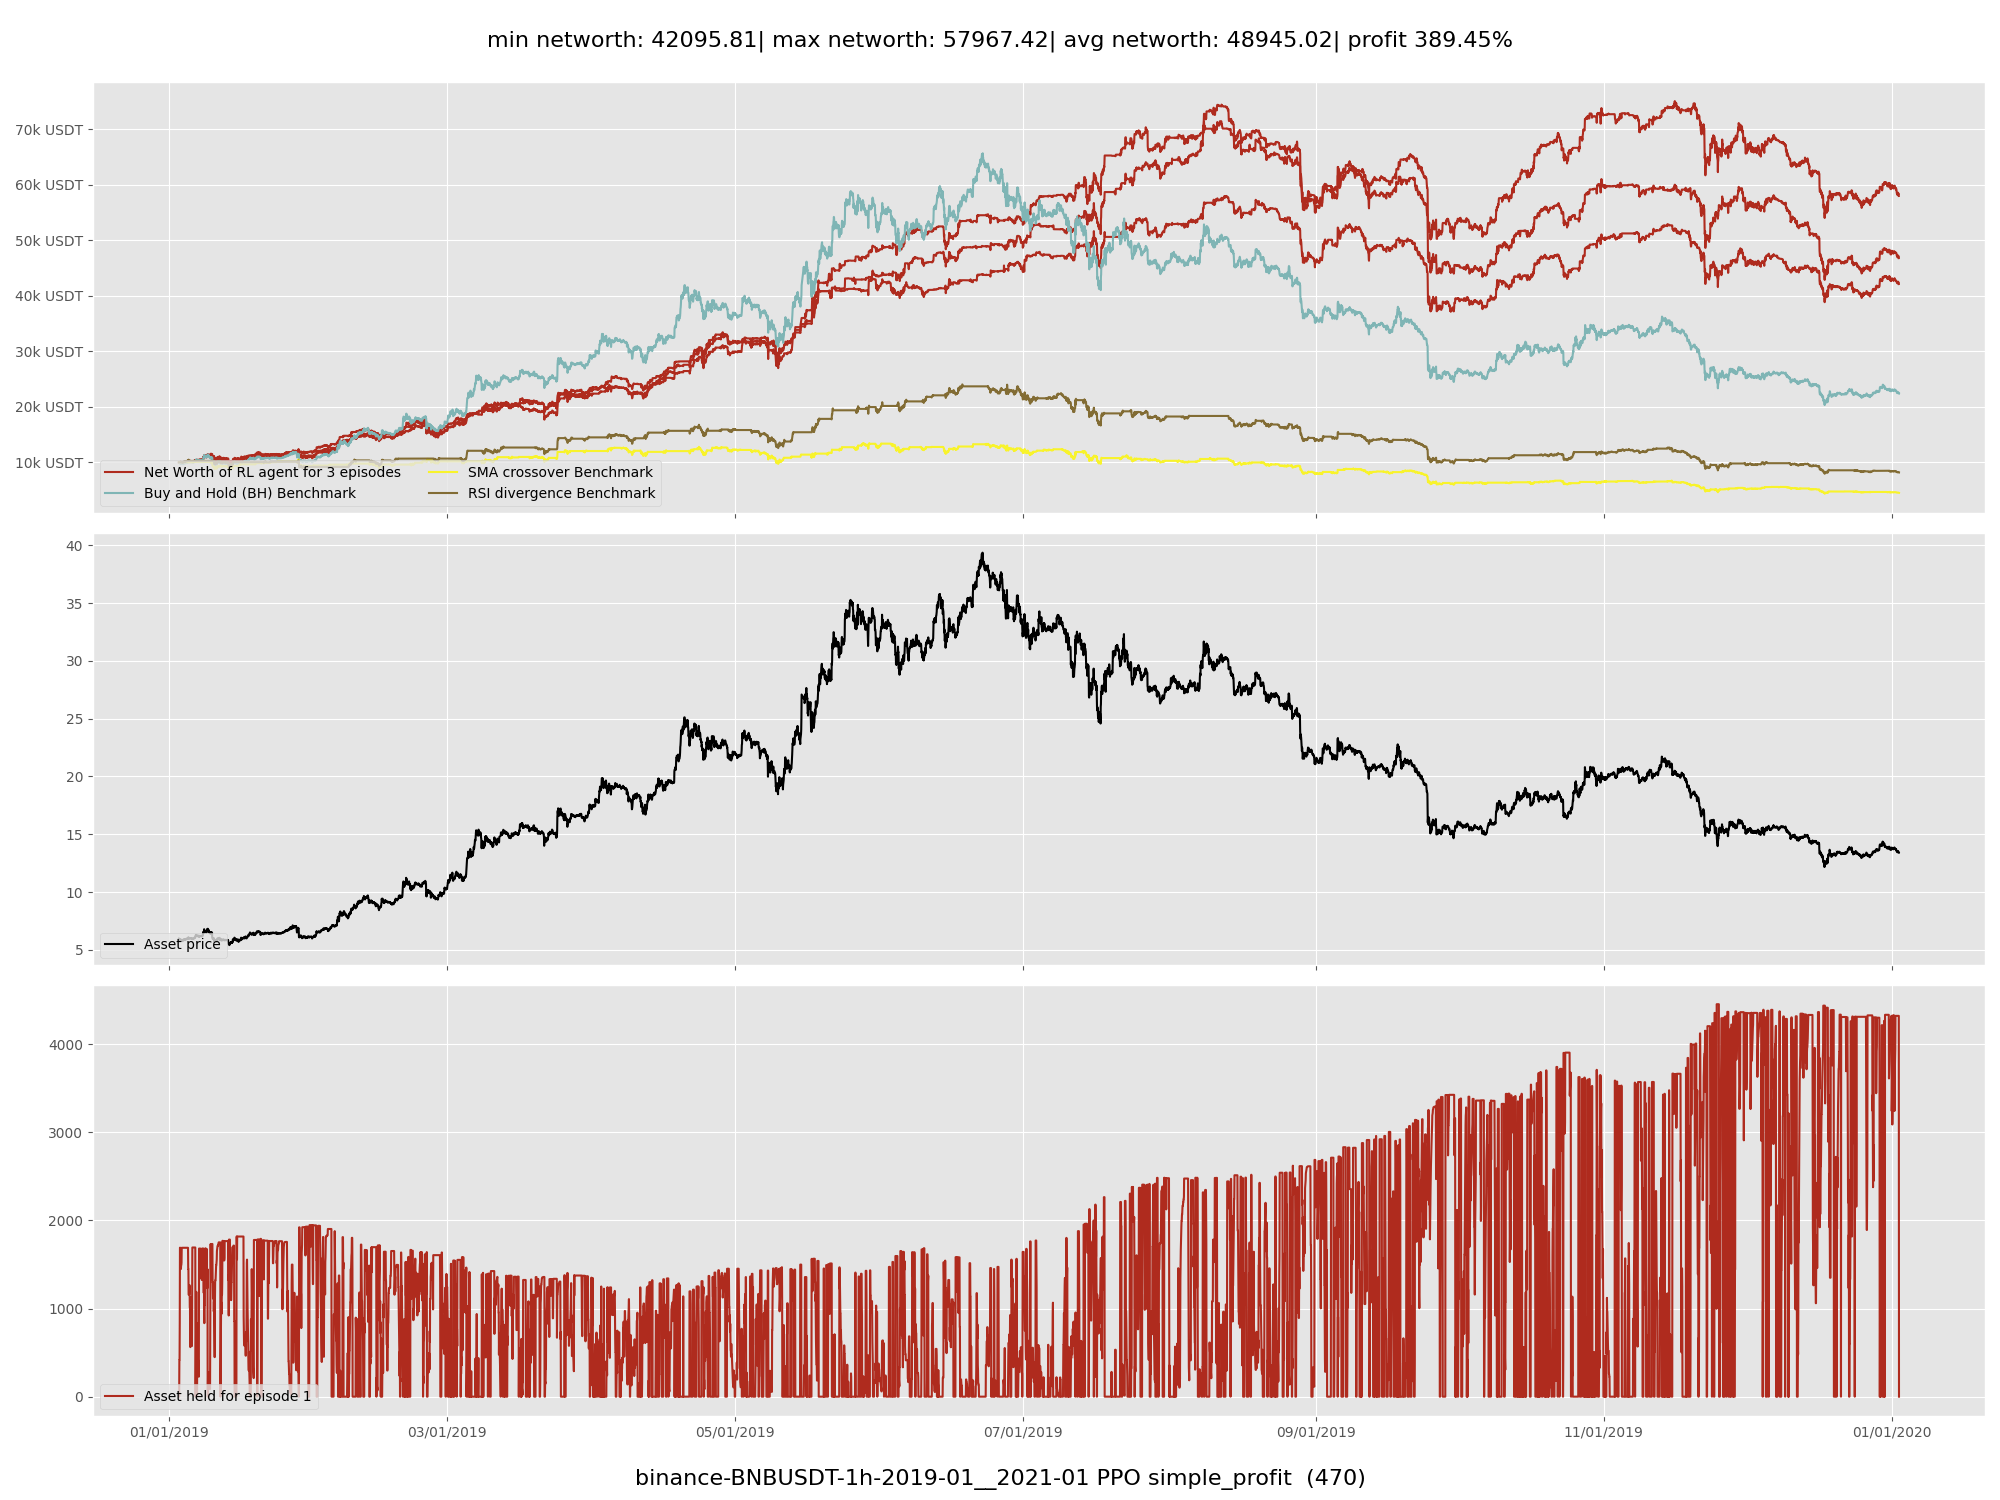 min networth: 42095.81| max networth: 57967.42| avg networth: 48945.02| profit 389.45%
70k USDT
60k USDT
50k USDT
40k USDT
30k USDT
20k USDT
10k USDT
Net Worth of RL agent for 3 episodes
Buy and Hold (BH) Benchmark
SMA crossover Benchmark
RSI divergence Benchmark
40
35
30
25
20
15
10
5
Asset price
4000
3000
2000
1000
0
Asset held for episode 1
01/01/2019 03/01/2019 05/01/2019 07/01/2019 09/01/2019 11/01/2019 01/01/2020
binance-BNBUSDT-1h-2019-01__2021-01 PPO simple_profit (470)